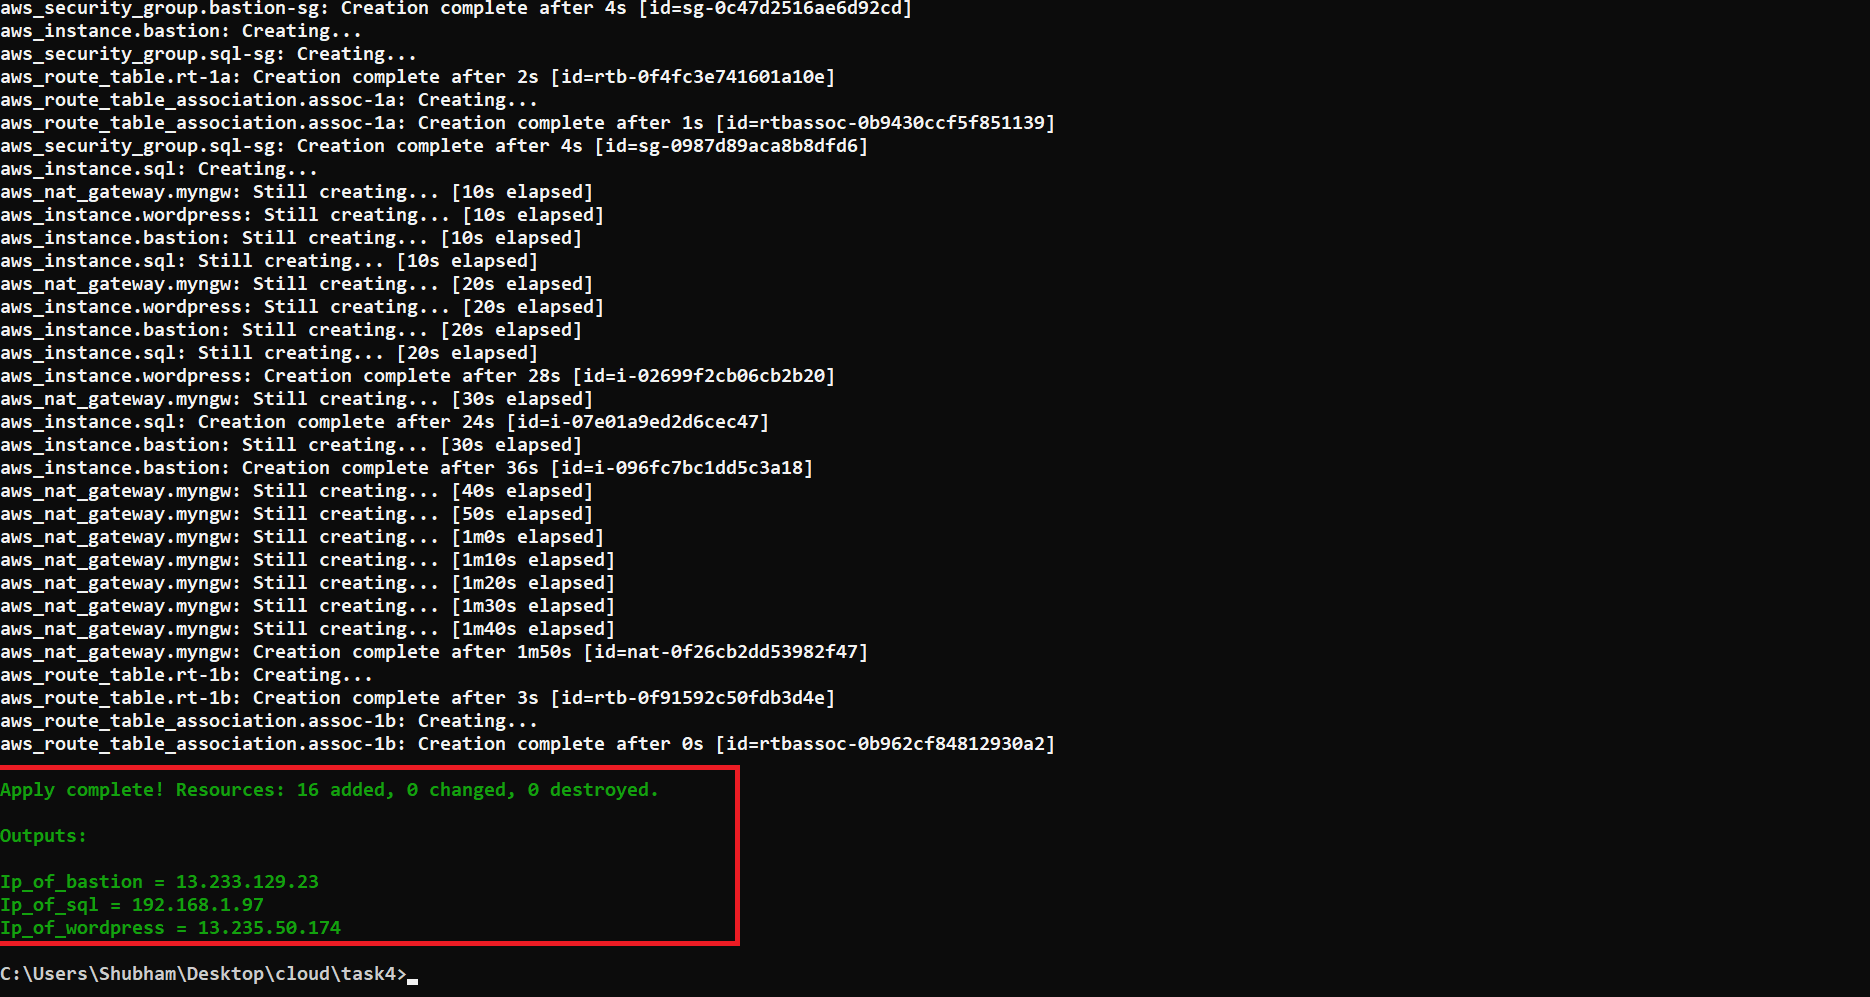 aws_security_group.bastion-sg: Creation complete after 4s [id=sg-0c47d2516ae6d92cd]
aws_instance.bastion: Creating...
aws_security_group.sql-sg: Creating...
aws_route_table.rt-1a: Creation complete after 2s [id=rtb-0f4fc3e741601a10e]
aws_route_table_association.assoc-1a: Creating...
aws_route_table_association.assoc-1a: Creation complete after 1s [id=rtbassoc-0b9430ccf5f851139]
aws_security_group.sql-sg: Creation complete after 4s [id=sg-0987d89aca8b8dfd6]
aws_instance.sql: Creating...
aws_nat_gateway.myngw: Still creating... [10s elapsed]
aws_instance.wordpress: Still creating... [10s elapsed]
aws_instance.bastion: Still creating... [10s elapsed]
aws_instance.sql: Still creating... [10s elapsed]
aws_nat_gateway.myngw: Still creating... [20s elapsed]
aws_instance.wordpress: Still creating... [20s elapsed]
aws_instance.bastion: Still creating... [20s elapsed]
aws_instance.sql: Still creating... [20s elapsed]
aws_instance.wordpress: Creation complete after 28s [id=i-02699f2cb06cb2b20]
aws_nat_gateway.myngw: Still creating... [30s elapsed]
aws_instance.sql: Creation complete after 24s [id=i-07e01a9ed2d6cec47]
aws_instance.bastion: Still creating... [30s elapsed]
aws_instance.bastion: Creation complete after 36s [id=i-096fc7bc1dd5c3a18]
aws_nat_gateway.myngw: Still creating... [40s elapsed]
aws_nat_gateway.myngw: Still creating... [50s elapsed]
aws_nat_gateway.myngw: Still creating... [1m0s elapsed]
aws_nat_gateway.myngw: Still creating... [1m10s elapsed]
aws_nat_gateway.myngw: Still creating... [1m20s elapsed]
aws_nat_gateway.myngw: Still creating... [1m30s elapsed]
aws_nat_gateway.myngw: Still creating... [1m40s elapsed]
aws_nat_gateway.myngw: Creation complete after 1m50s [id=nat-0f26cb2dd53982f47]
aws_route_table.rt-1b: Creating...
aws_route_table.rt-1b: Creation complete after 3s [id=rtb-0f91592c50fdb3d4e]
aws_route_table_association.assoc-1b: Creating...
aws_route_table_association.assoc-1b: Creation complete after 0s [id=rtbassoc-0b962cf84812930a2]
Apply complete! Resources: 16 added, 0 changed, 0 destroyed.
Outputs:
Ip_of_bastion = 13.233.129.23
Ip_of_sql = 192.168.1.97
Ip_of_wordpress = 13.235.50.174
C:\Users\Shubham\Desktop\cloud\task4>